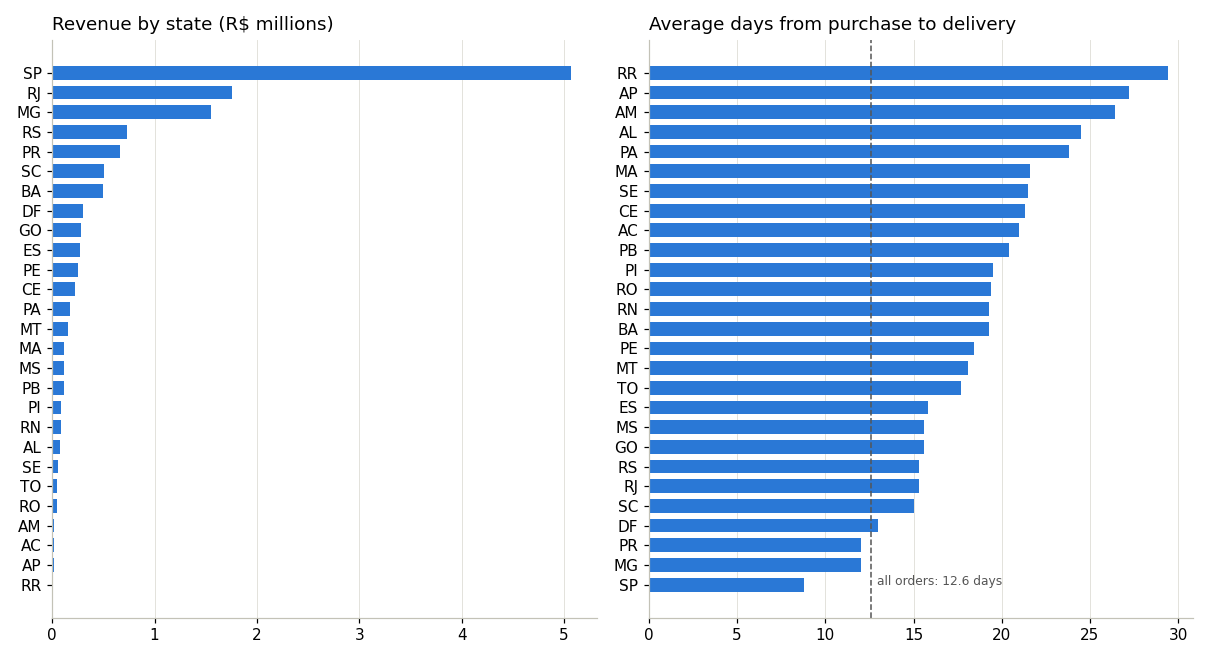 Revenue by state (R$ millions)
SP
RJ
MG
RS
PR
SC
BA
DF
GO
ES
PE
CE
PA
MT
MA
MS
PB
PI
RN
AL
SE
TO
RO
AM
AC
AP
RR
0 1 2 3 4 5
Average days from purchase to delivery
RR
AP
AM
AL
PA
MA
SE
CE
AC
PB
PI
RO
RN
BA
PE
MT
TO
ES
MS
GO
RS
RJ
SC
DF
PR
MG
SP
all orders: 12.6 days
0 5 10 15 20 25 30